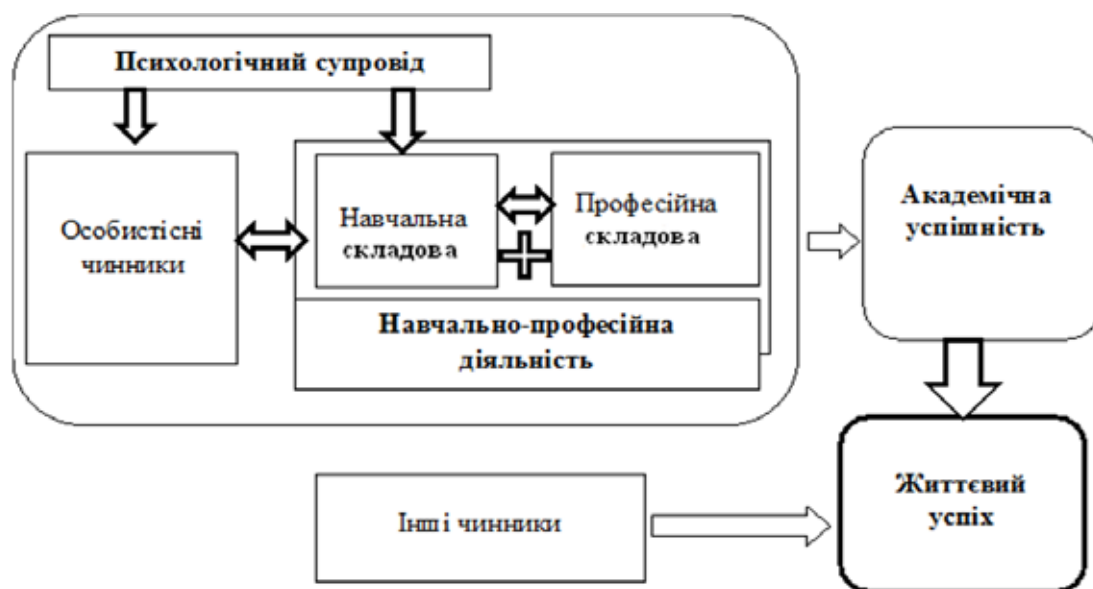 Психологічний супровід
Особистісні
чинники
Навчальна
складова
Професійна
складова
Навчально-професійна
діяльність
Академічна
успішність
Життєвий
успіх
Інші чинники